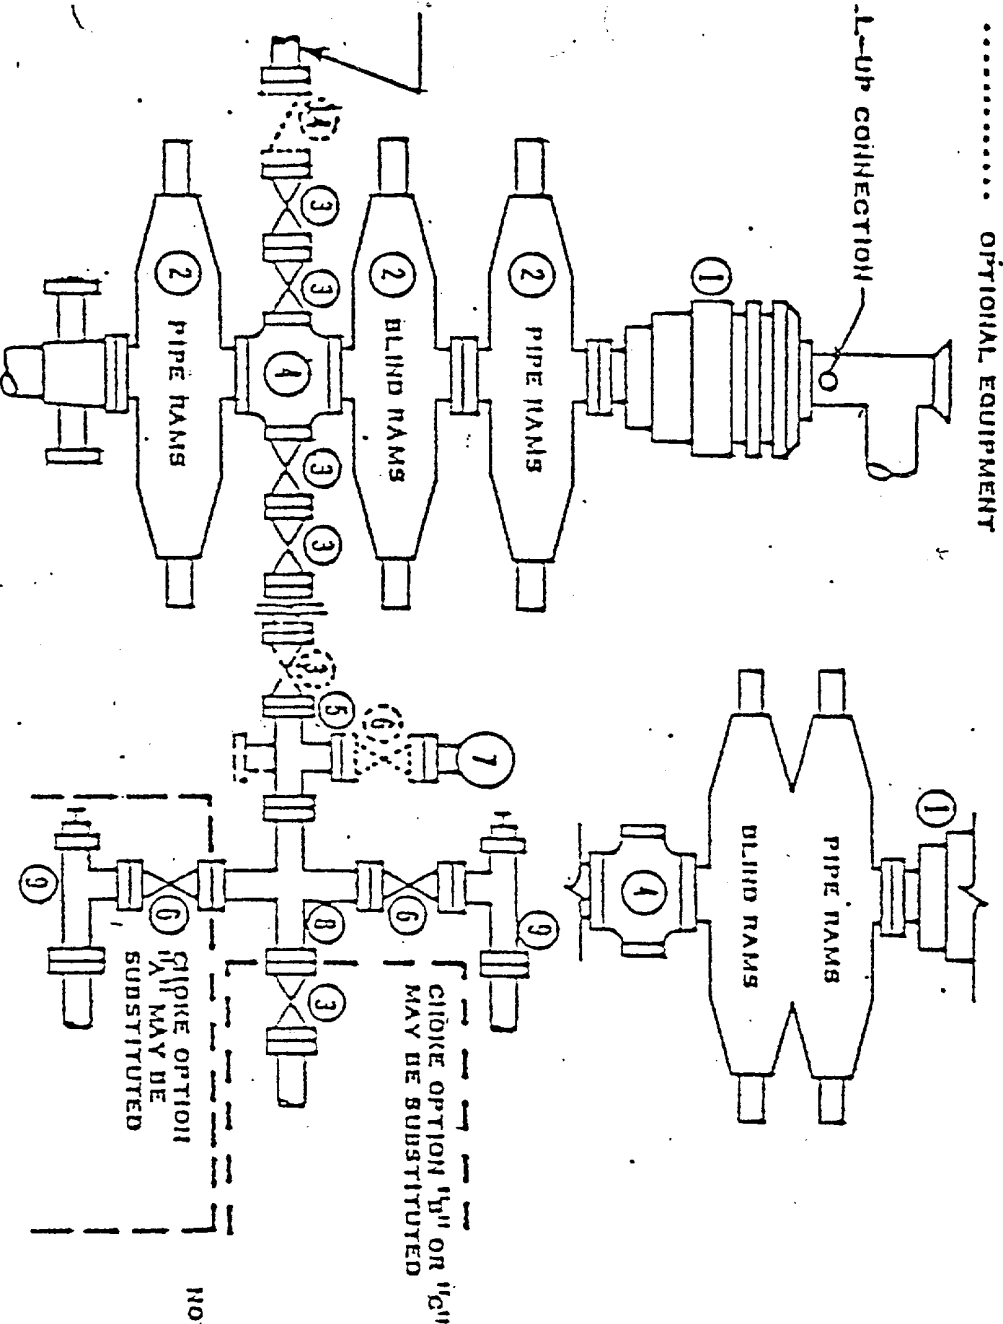 ............ OPTIONAL EQUIPMENT
L-UP CONNECTION
1
2 PIPE RAMS
2 BLIND RAMS
3
3
4
3
3
2 PIPE RAMS
3
5
6
7
8
6
9
3
6
9
1
PIPE RAMS
BLIND RAMS
4
CHOKE OPTION "B" OR "C"
MAY BE SUBSTITUTED
CHOKE OPTION
"A" MAY BE
SUBSTITUTED
NO